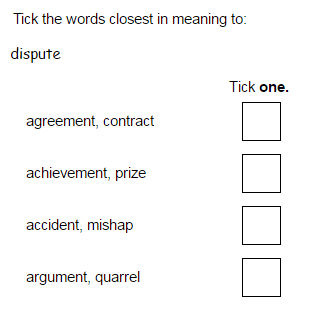 Tick the words closest in meaning to:
dispute
Tick one.
agreement, contract
achievement, prize
accident, mishap
argument, quarrel